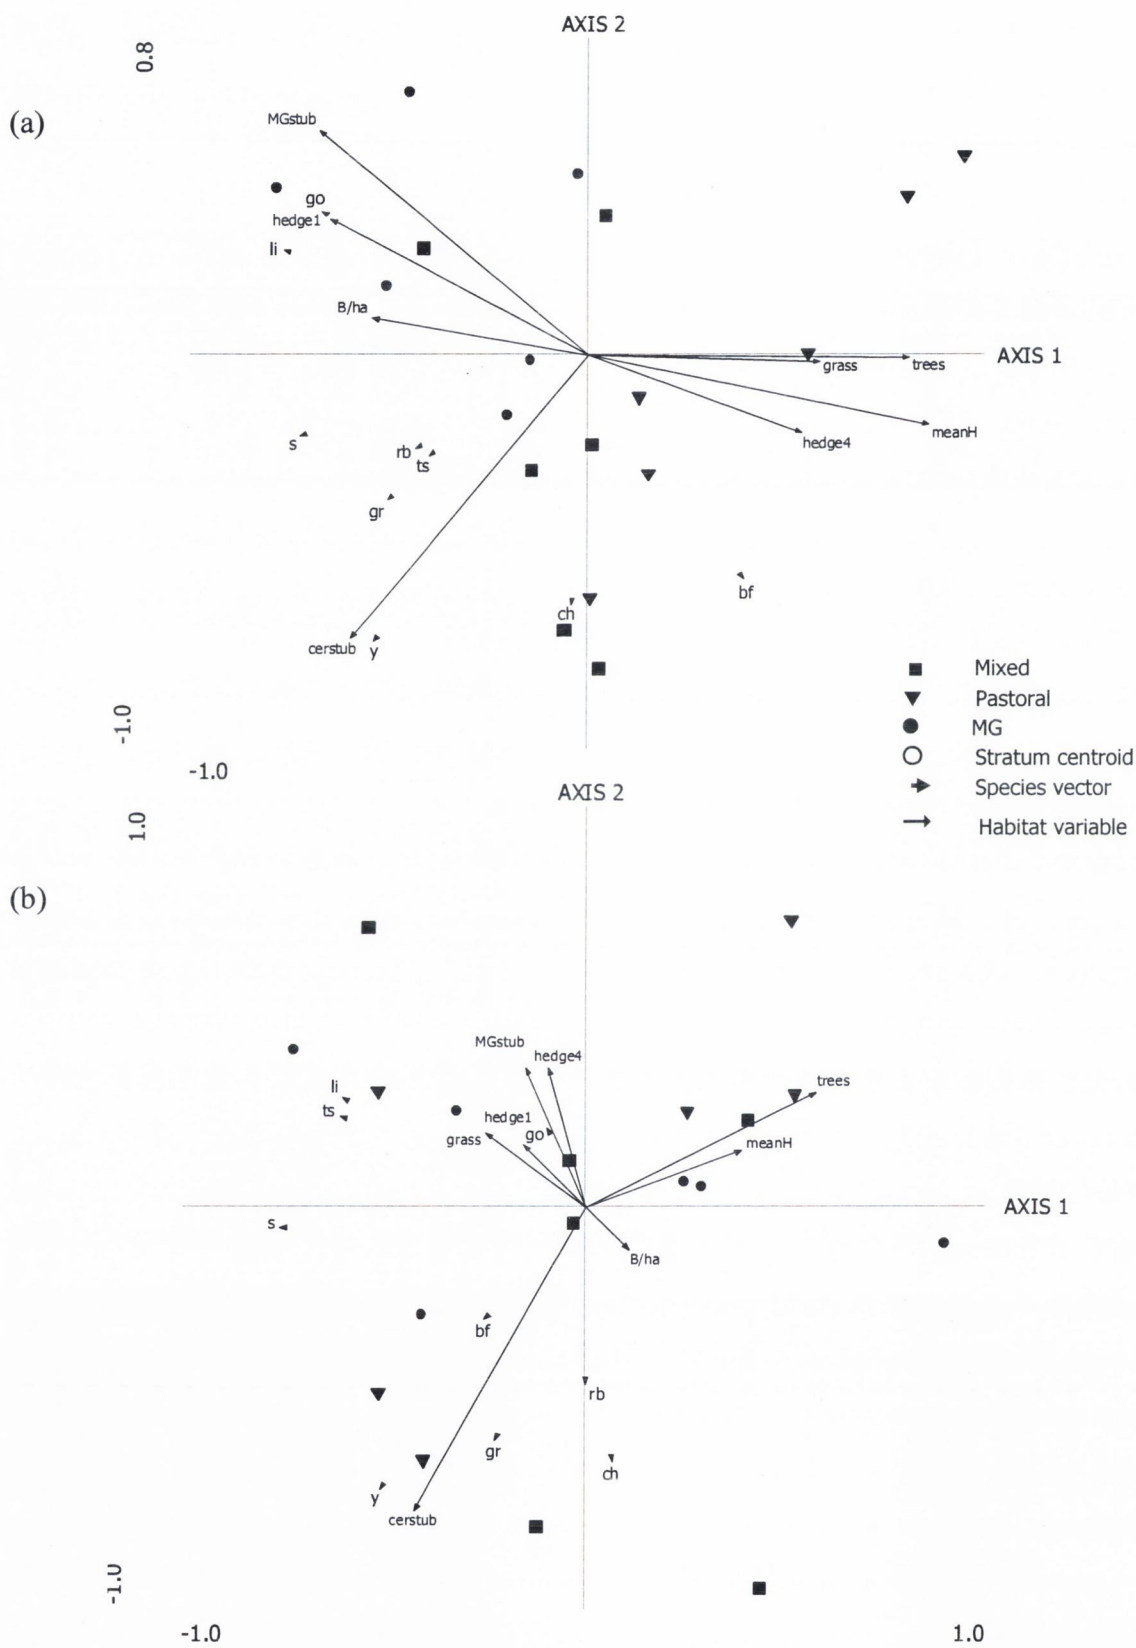 AXIS 2
0.8
(a)
MGstub
go
hedge1
li
B/ha
AXIS 1
grass
trees
meanH
hedge4
s
rb
ts
gr
bf
ch
cerstub
y
Mixed
Pastoral
MG
Stratum centroid
Species vector
Habitat variable
-1.0
-1.0
AXIS 2
1.0
(b)
MGstub
hedge4
trees
li
ts
hedge1
go
grass
meanH
AXIS 1
s
B/ha
bf
rb
gr
ch
y
cerstub
-1.0
-1.0
1.0